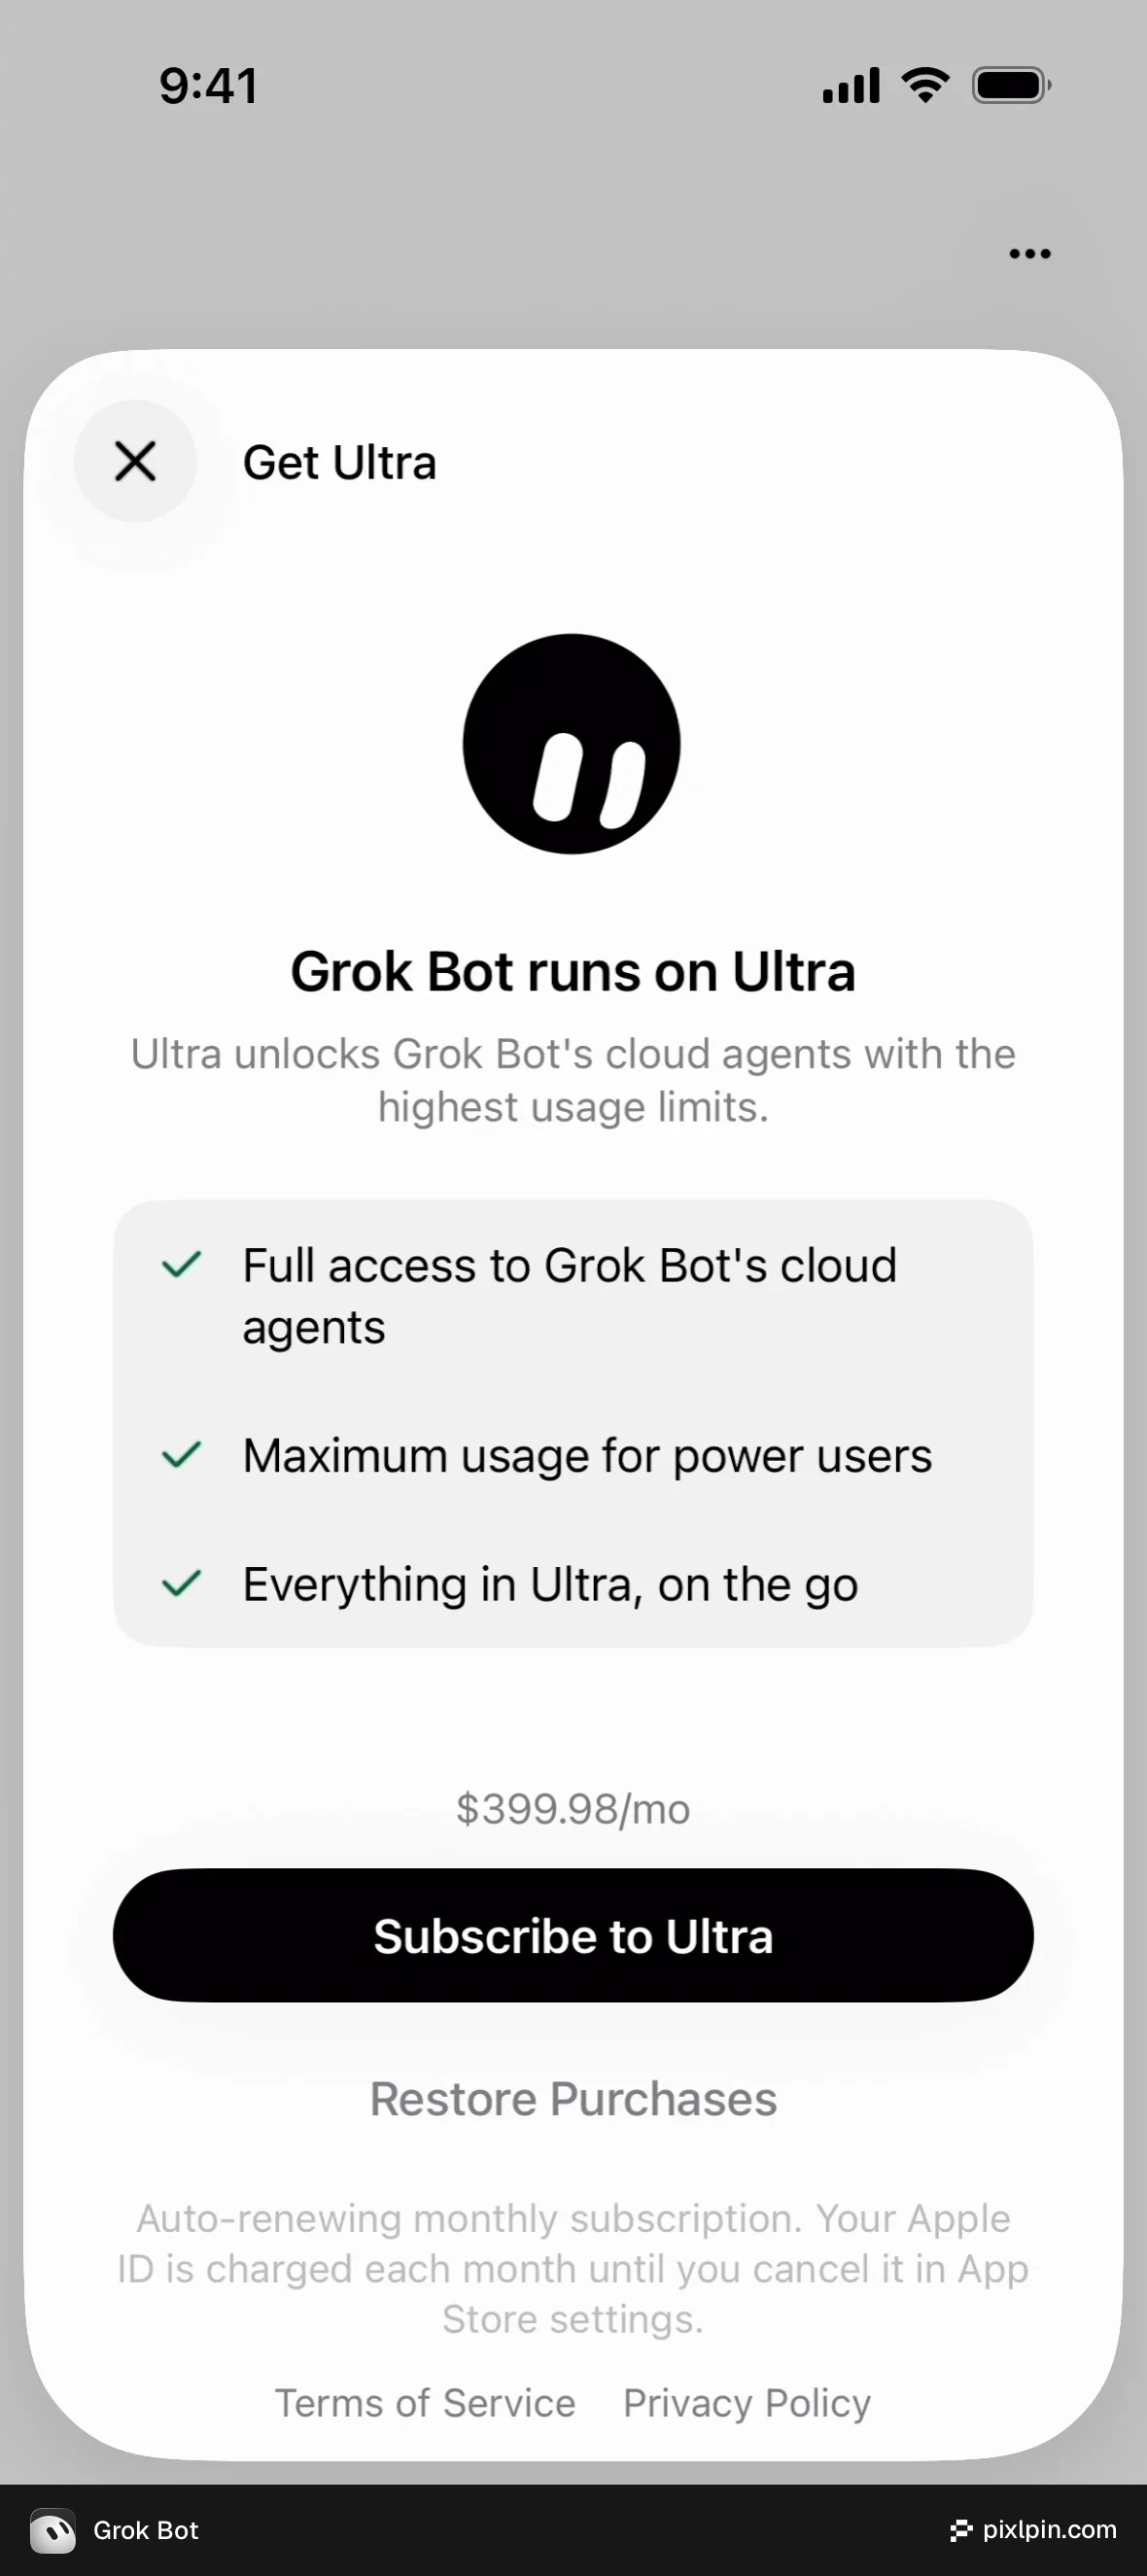 9:41
Get Ultra
Grok Bot runs on Ultra
Ultra unlocks Grok Bot's cloud agents with the
highest usage limits.
Full access to Grok Bot's cloud
agents
Maximum usage for power users
Everything in Ultra, on the go
$399.98/mo
Subscribe to Ultra
Restore Purchases
Auto-renewing monthly subscription. Your Apple
ID is charged each month until you cancel it in App
Store settings.
Terms of Service Privacy Policy
Grok Bot pixlpin.com